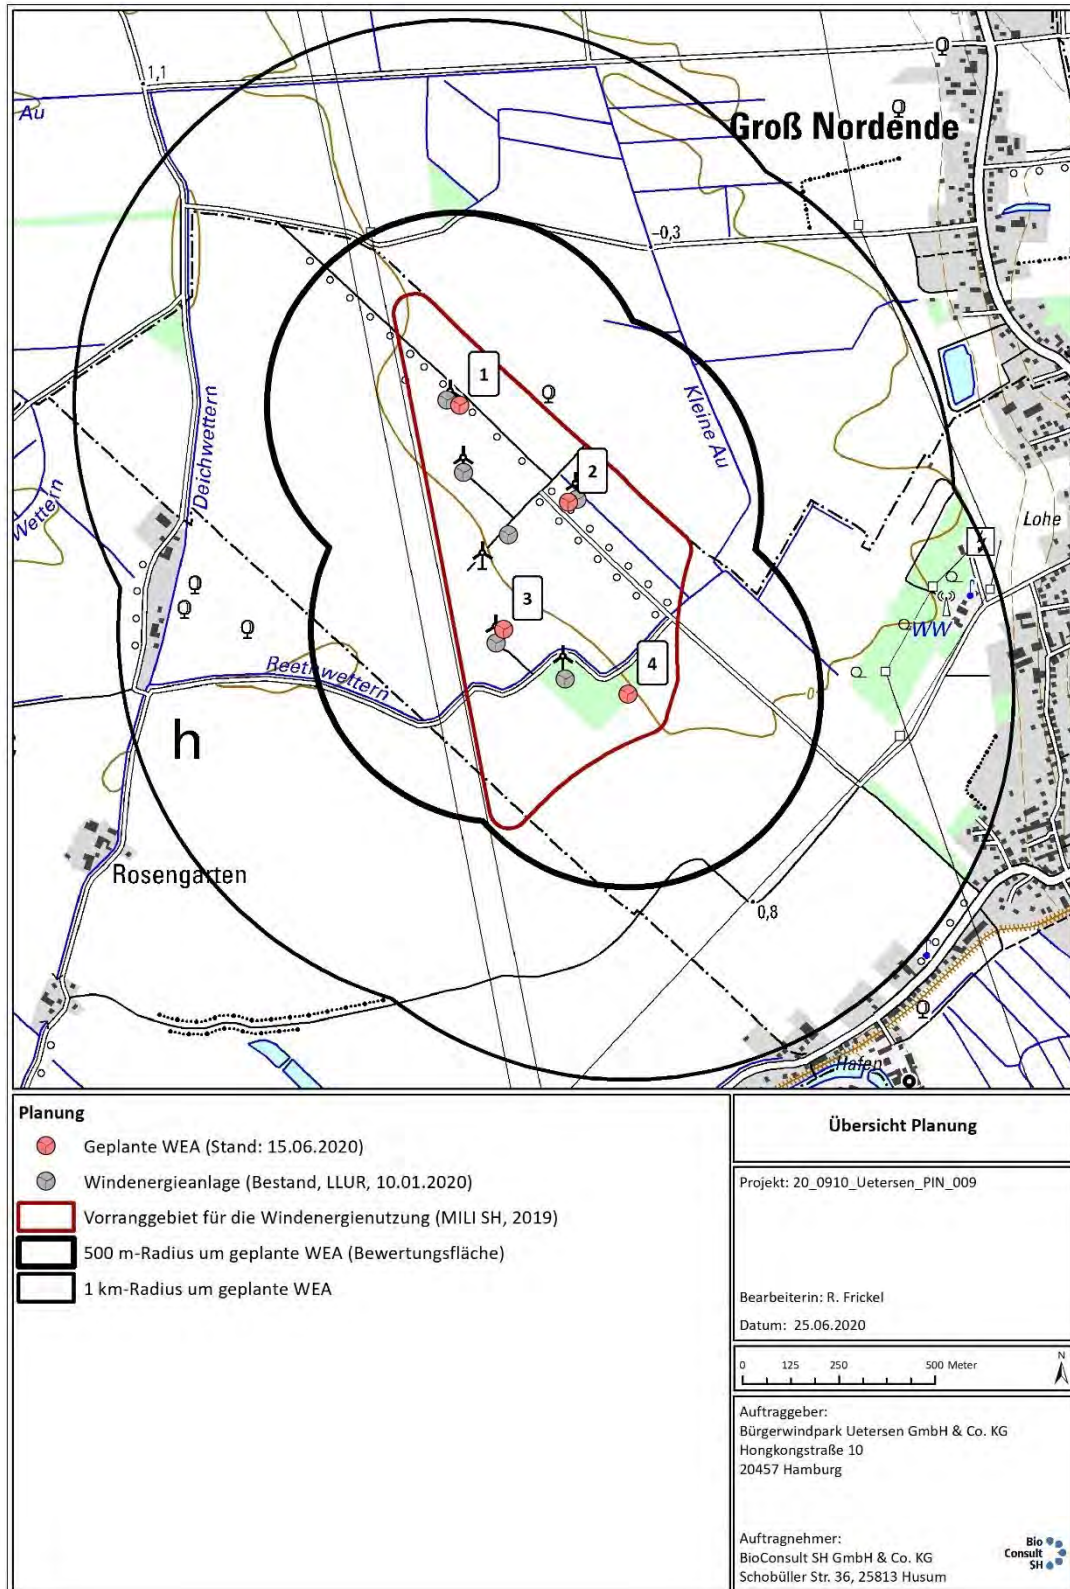 1,1
Au
Groß Nordende
-0,3
1
Kleine Au
2
Deichwettern
Wettern
Lohe
3
WW
4
Reethwettern
0
h
Rosengarten
0,8
Hafen
Planung
Geplante WEA (Stand: 15.06.2020)
Windenergieanlage (Bestand, LLUR, 10.01.2020)
Vorranggebiet für die Windenergienutzung (MILI SH, 2019)
500 m-Radius um geplante WEA (Bewertungsfläche)
1 km-Radius um geplante WEA
Übersicht Planung
Projekt: 20_0910_Uetersen_PIN_009
Bearbeiterin: R. Frickel
Datum: 25.06.2020
0 125 250 500 Meter
N
Auftraggeber:
Bürgerwindpark Uetersen GmbH & Co. KG
Hongkongstraße 10
20457 Hamburg
Auftragnehmer:
BioConsult SH GmbH & Co. KG
Schobüller Str. 36, 25813 Husum
Bio
Consult
SH